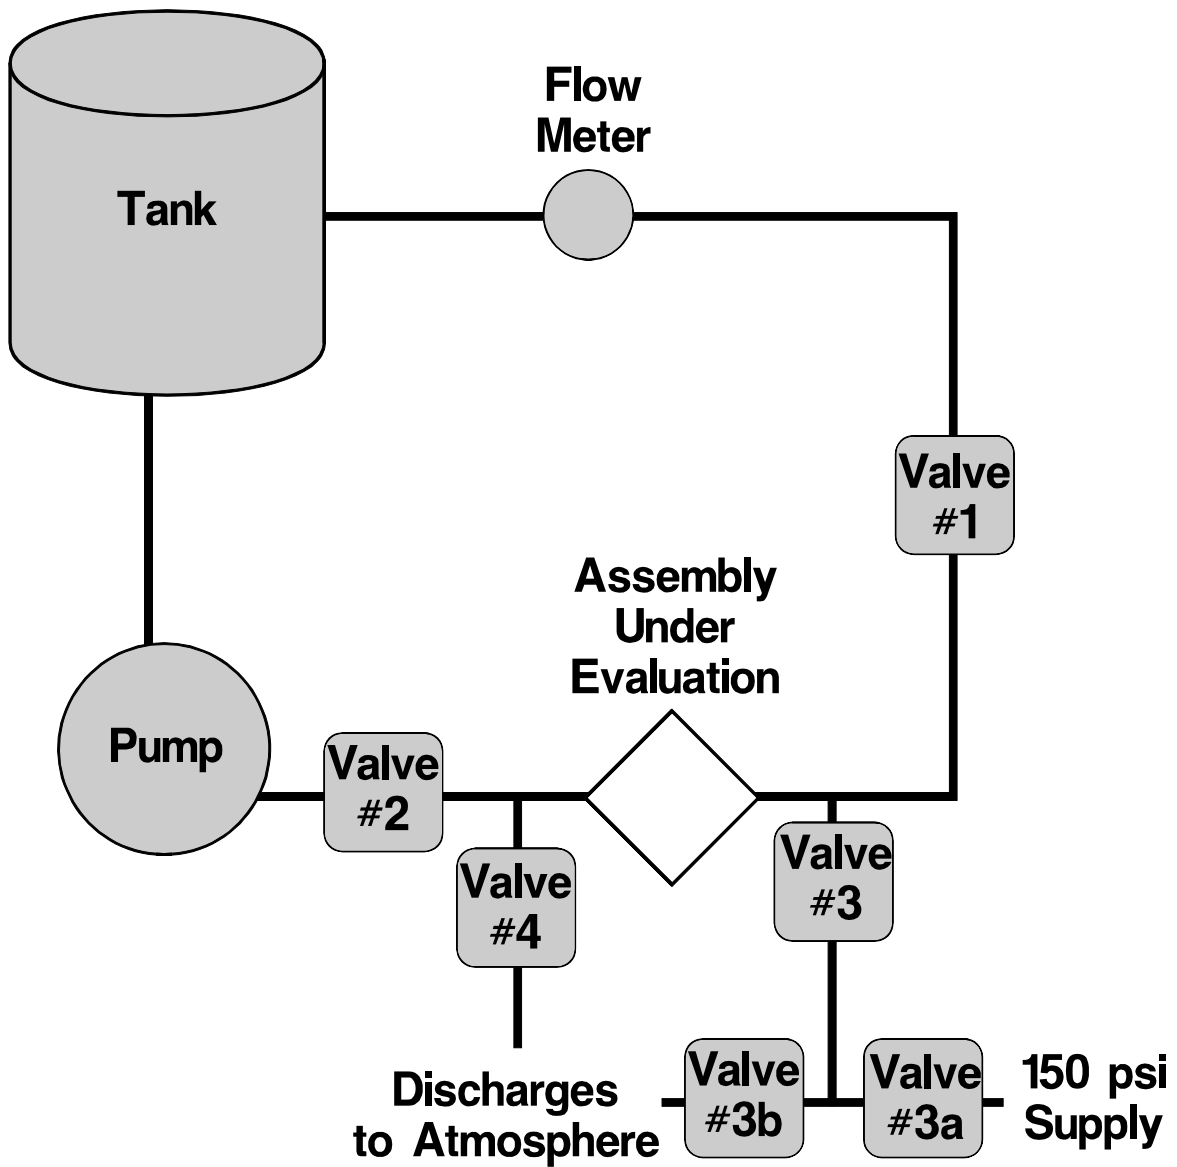 Flow
Meter
Tank
Valve
#1
Assembly
Under
Evaluation
Pump
Valve
#2
Valve
#4
Valve
#3
Discharges
to Atmosphere
Valve
#3b
Valve
#3a
150 psi
Supply